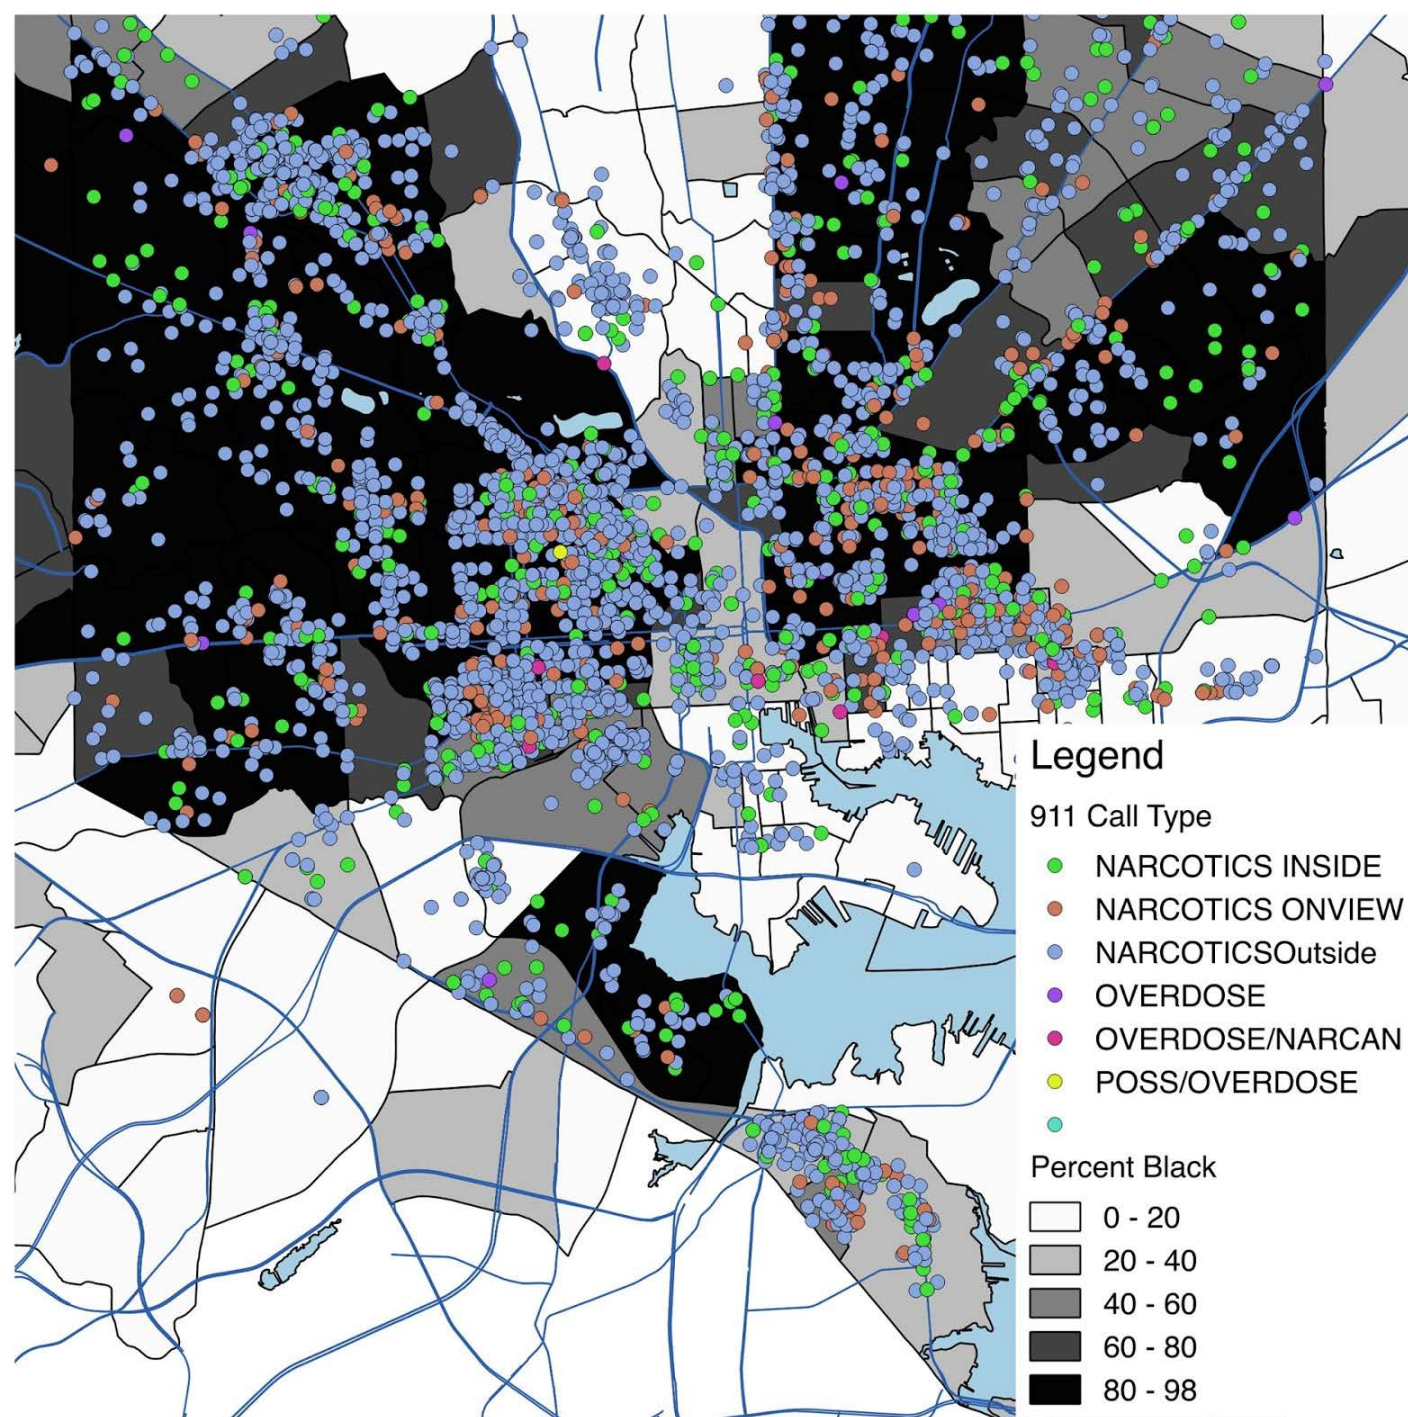 Legend
911 Call Type
NARCOTICS INSIDE
NARCOTICS ONVIEW
NARCOTICSOutside
OVERDOSE
OVERDOSE/NARCAN
POSS/OVERDOSE
Percent Black
0 - 20
20 - 40
40 - 60
60 - 80
80 - 98